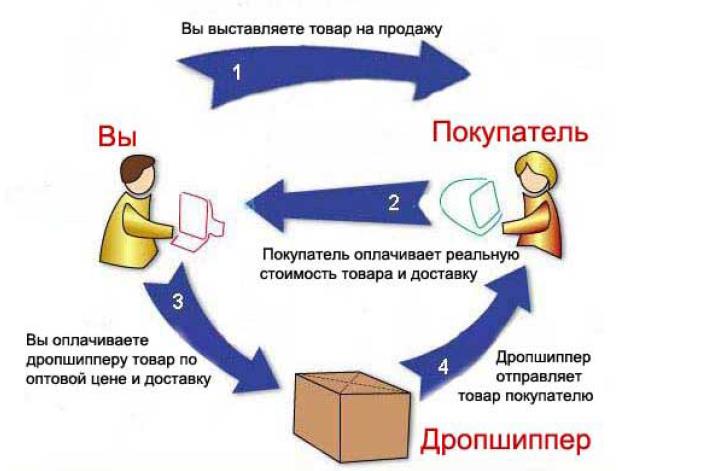 Вы выставляете товар на продажу
1
Вы
Покупатель
2
Покупатель оплачивает реальную
стоимость товара и доставку
3
Вы оплачиваете
дропшипперу товар по
оптовой цене и доставку
4
Дропшиппер
отправляет
товар покупателю
Дропшиппер